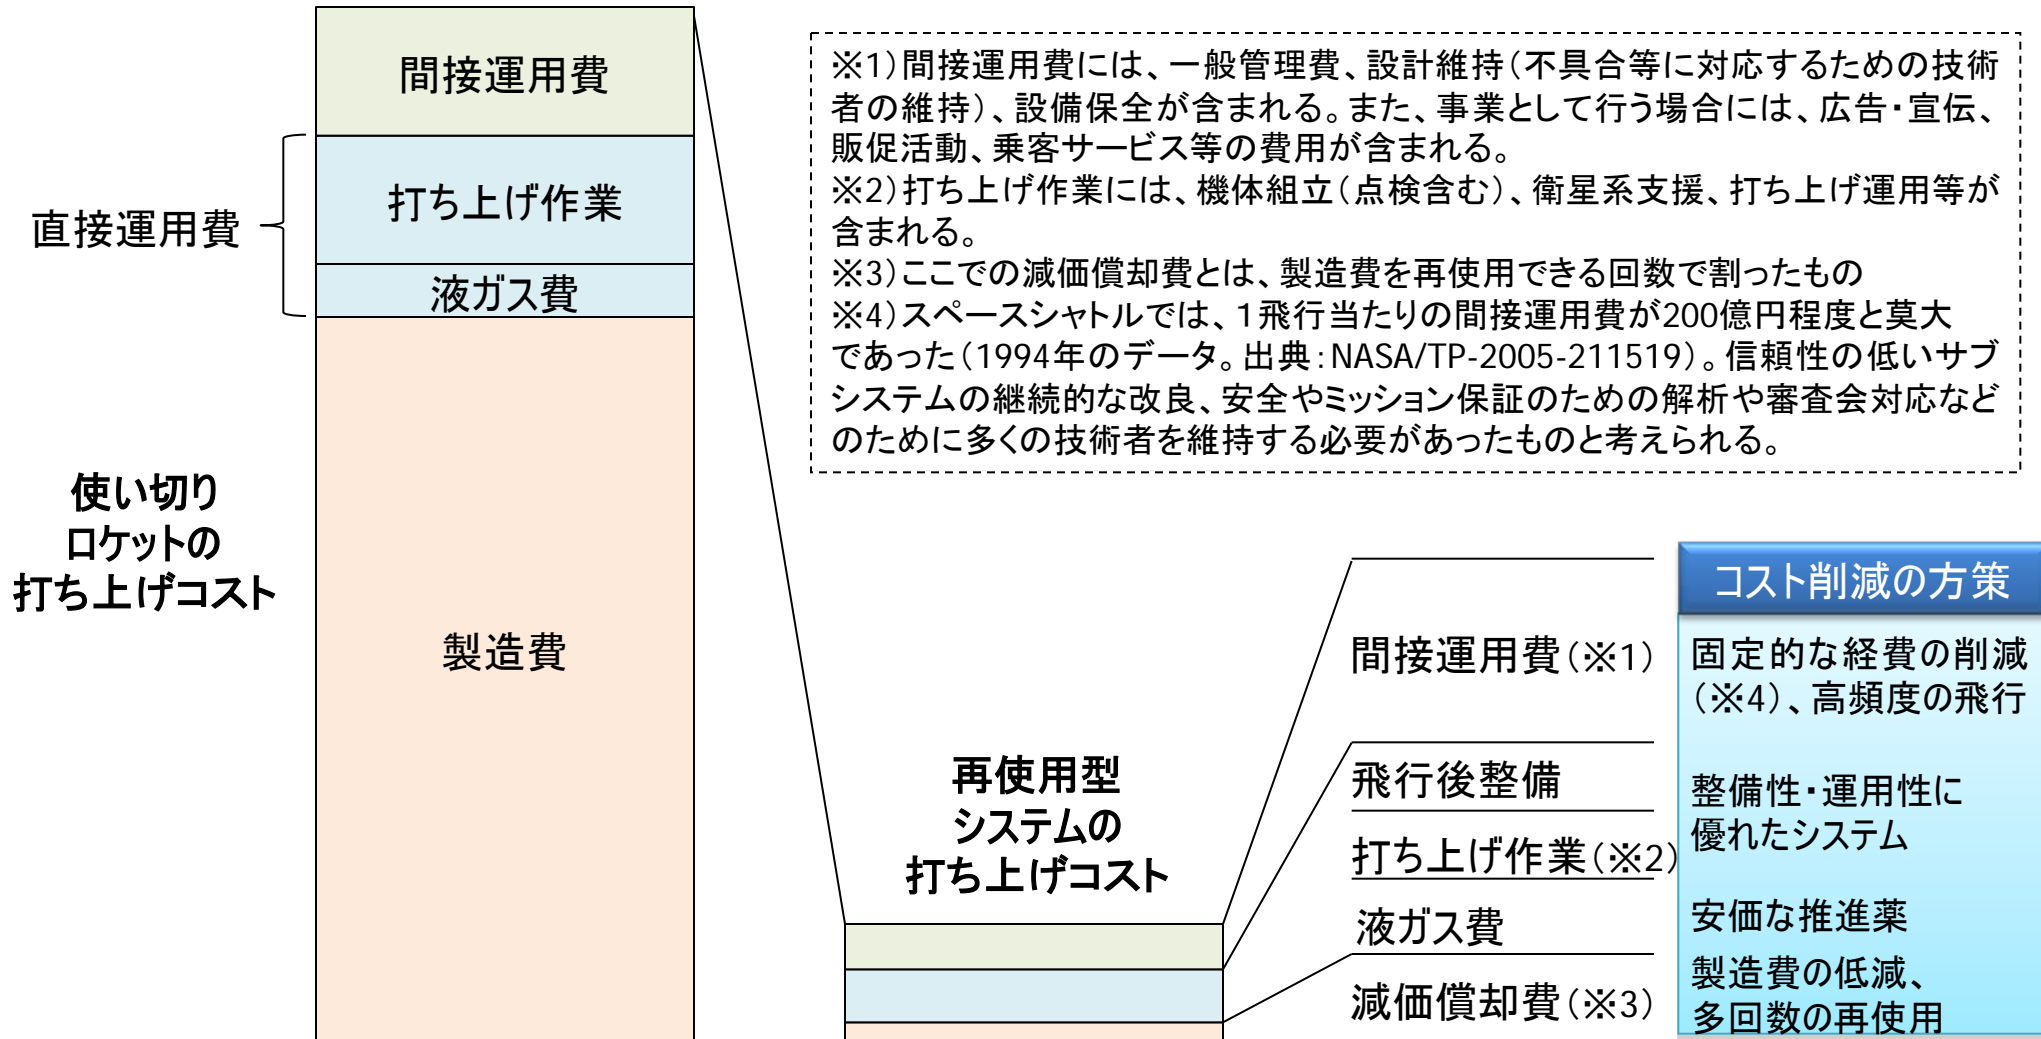 間接運用費
打ち上げ作業
直接運用費
液ガス費
使い切り
ロケットの
打ち上げコスト
製造費
※1)間接運用費には、一般管理費、設計維持(不具合等に対応するための技術
者の維持)、設備保全が含まれる。また、事業として行う場合には、広告・宣伝、
販促活動、乗客サービス等の費用が含まれる。
※2)打ち上げ作業には、機体組立(点検含む)、衛星系支援、打ち上げ運用等が
含まれる。
※3)ここでの減価償却費とは、製造費を再使用できる回数で割ったもの
※4)スペースシャトルでは、1飛行当たりの間接運用費が200億円程度と莫大
であった(1994年のデータ。出典:NASA/TP-2005-211519)。信頼性の低いサブ
システムの継続的な改良、安全やミッション保証のための解析や審査会対応など
のために多くの技術者を維持する必要があったものと考えられる。
再使用型
システムの
打ち上げコスト
間接運用費(※1)
飛行後整備
打ち上げ作業(※2)
液ガス費
減価償却費(※3)
コスト削減の方策
固定的な経費の削減
(※4)、高頻度の飛行
整備性・運用性に
優れたシステム
安価な推進薬
製造費の低減、
多回数の再使用